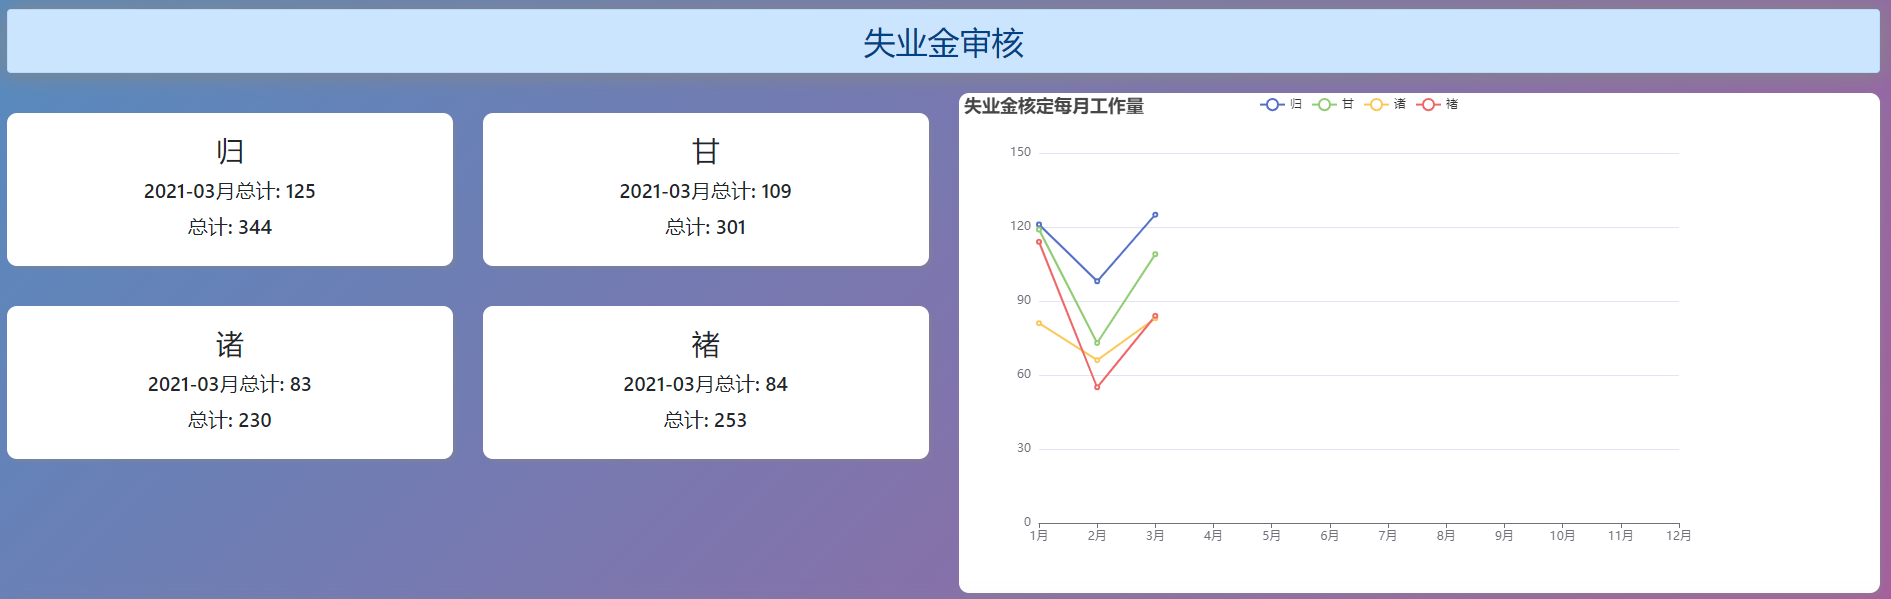 失业金审核
归
2021-03月总计: 125
总计: 344
甘
2021-03月总计: 109
总计: 301
诸
2021-03月总计: 83
总计: 230
褚
2021-03月总计: 84
总计: 253
失业金核定每月工作量
归 甘 诸 褚
150
120
90
60
30
0
1月 2月 3月 4月 5月 6月 7月 8月 9月 10月 11月 12月